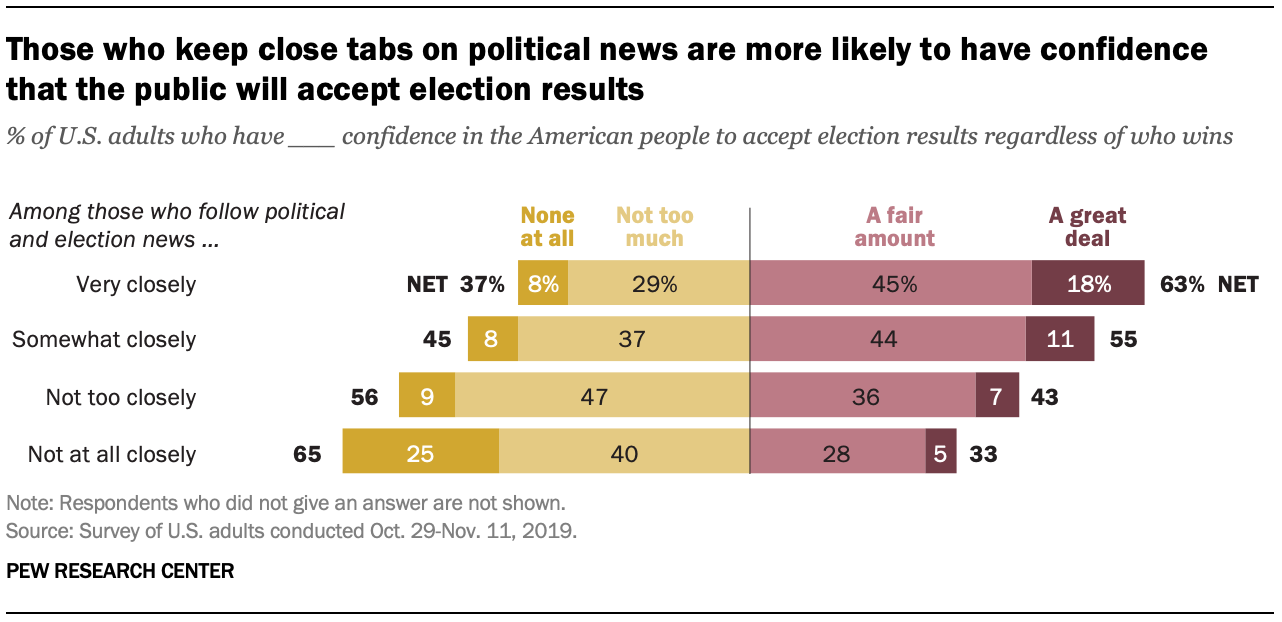 Those who keep close tabs on political news are more likely to have confidence
that the public will accept election results
% of U.S. adults who have ___ confidence in the American people to accept election results regardless of who wins
Among those who follow political
and election news ...
None
at all
Not too
much
A fair
amount
A great
deal
Very closely NET 37% 8% 29% 45% 18% 63% NET
Somewhat closely 45 8 37 44 11 55
Not too closely 56 9 47 36 7 43
Not at all closely 65 25 40 28 5 33
Note: Respondents who did not give an answer are not shown.
Source: Survey of U.S. adults conducted Oct. 29-Nov. 11, 2019.
PEW RESEARCH CENTER